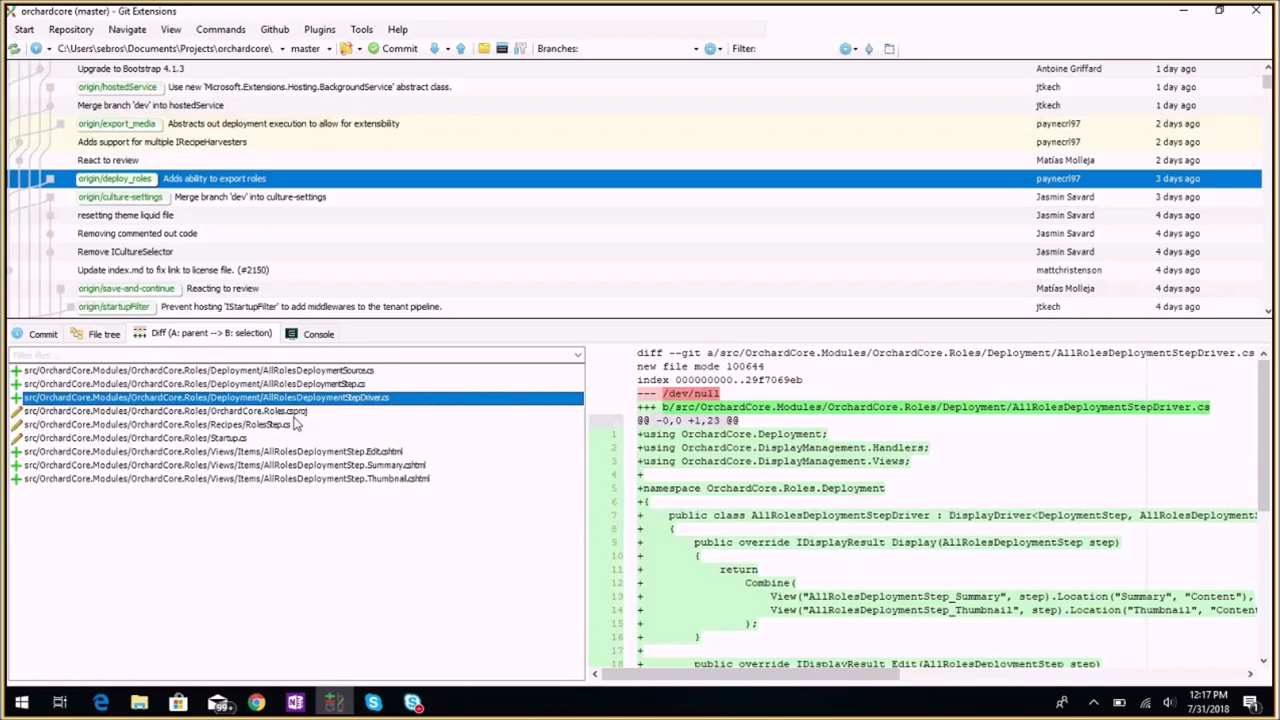 orchardcore (master) - Git Extensions
Start Repository Navigate View Commands Github Plugins Tools Help
C:\Users\sebros\Documents\Projects\orchardcore\ master Commit Branches: Filter:
Upgrade to Bootstrap 4.1.3 Antoine Griffard 1 day ago
origin/hostedService Use new 'Microsoft.Extensions.Hosting.BackgroundService' abstract class. jtkech 1 day ago
Merge branch 'dev' into hostedService jtkech 1 day ago
origin/export_media Abstracts out deployment execution to allow for extensibility paynecrl97 2 days ago
Adds support for multiple IRecipeHarvesters paynecrl97 2 days ago
React to review Matías Molleja 2 days ago
origin/deploy_roles Adds ability to export roles paynecrl97 3 days ago
origin/culture-settings Merge branch 'dev' into culture-settings Jasmin Savard 3 days ago
resetting theme liquid file Jasmin Savard 4 days ago
Removing commented out code Jasmin Savard 4 days ago
Remove ICultureSelector Jasmin Savard 4 days ago
Update index.md to fix link to license file. (#2150) mattchristenson 4 days ago
origin/save-and-continue Reacting to review Matías Molleja 4 days ago
origin/startupFilter Prevent hosting 'IStartupFilter' to add middlewares to the tenant pipeline. jtkech 4 days ago
Commit File tree Diff (A: parent --> B: selection) Console
Filter files...
src/OrchardCore.Modules/OrchardCore.Roles/Deployment/AllRolesDeploymentSource.cs
src/OrchardCore.Modules/OrchardCore.Roles/Deployment/AllRolesDeploymentStep.cs
src/OrchardCore.Modules/OrchardCore.Roles/Deployment/AllRolesDeploymentStepDriver.cs
src/OrchardCore.Modules/OrchardCore.Roles/OrchardCore.Roles.csproj
src/OrchardCore.Modules/OrchardCore.Roles/Recipes/RolesStep.cs
src/OrchardCore.Modules/OrchardCore.Roles/Startup.cs
src/OrchardCore.Modules/OrchardCore.Roles/Views/Items/AllRolesDeploymentStep.Edit.cshtml
src/OrchardCore.Modules/OrchardCore.Roles/Views/Items/AllRolesDeploymentStep.Summary.cshtml
src/OrchardCore.Modules/OrchardCore.Roles/Views/Items/AllRolesDeploymentStep.Thumbnail.cshtml
diff --git a/src/OrchardCore.Modules/OrchardCore.Roles/Deployment/AllRolesDeploymentStepDriver.cs
new file mode 100644
index 000000000..29f7069eb
--- /dev/null
+++ b/src/OrchardCore.Modules/OrchardCore.Roles/Deployment/AllRolesDeploymentStepDriver.cs
@@ -0,0 +1,23 @@
1 +using OrchardCore.Deployment;
2 +using OrchardCore.DisplayManagement.Handlers;
3 +using OrchardCore.DisplayManagement.Views;
4 +
5 +namespace OrchardCore.Roles.Deployment
6 +{
7 + public class AllRolesDeploymentStepDriver : DisplayDriver<DeploymentStep, AllRolesDeploymentSt
8 + {
9 + public override IDisplayResult Display(AllRolesDeploymentStep step)
10 + {
11 + return
12 + Combine(
13 + View("AllRolesDeploymentStep_Summary", step).Location("Summary", "Content"),
14 + View("AllRolesDeploymentStep_Thumbnail", step).Location("Thumbnail", "Conten
15 + );
16 + }
17 +
18 + public override IDisplayResult Edit(AllRolesDeploymentStep step)
99+
12:17 PM
7/31/2018
1